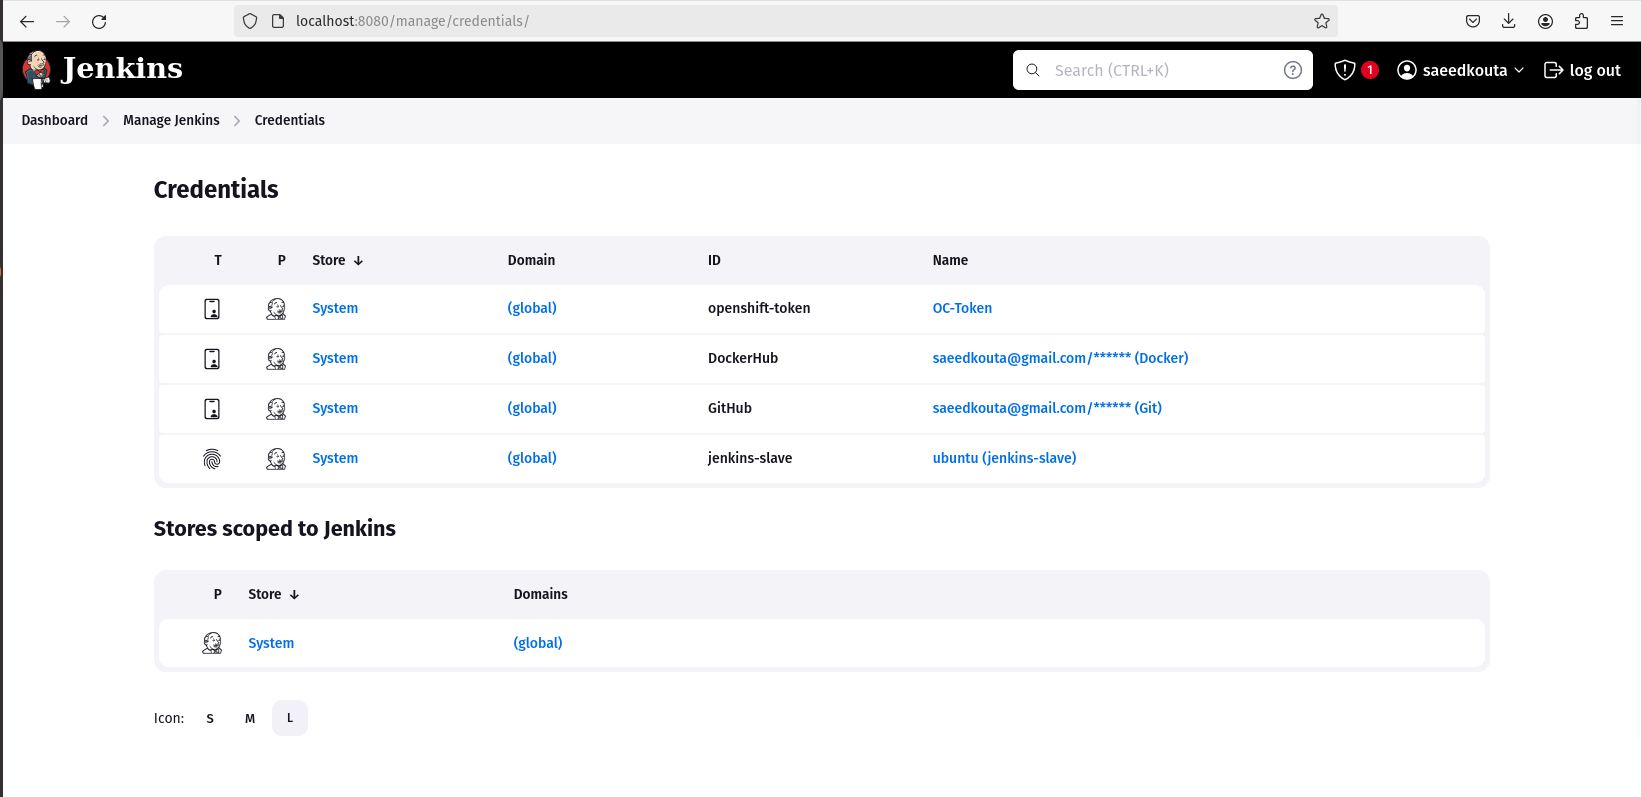 localhost:8080/manage/credentials/
Jenkins
Search (CTRL+K)
?
1
saeedkouta
log out
Dashboard
Manage Jenkins
Credentials
Credentials
T P Store ↓ Domain ID Name
System (global) openshift-token OC-Token
System (global) DockerHub saeedkouta@gmail.com/****** (Docker)
System (global) GitHub saeedkouta@gmail.com/****** (Git)
System (global) jenkins-slave ubuntu (jenkins-slave)
Stores scoped to Jenkins
P Store ↓ Domains
System (global)
Icon: S M L